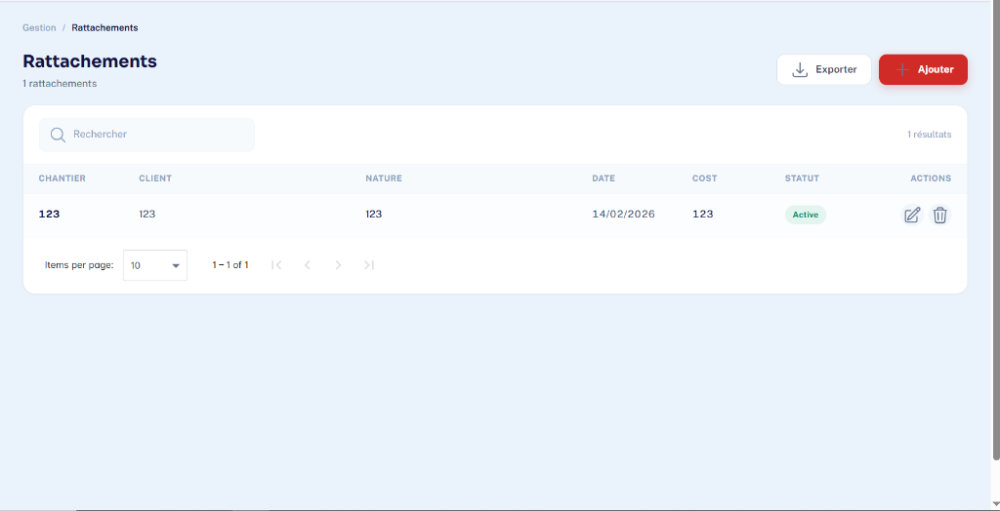 Gestion / Rattachements
Rattachements
1 rattachements
Exporter
Ajouter
Rechercher
1 résultats
CHANTIER CLIENT NATURE DATE COST STATUT ACTIONS
123 123 123 14/02/2026 123 Active
Items per page: 10 1 – 1 of 1